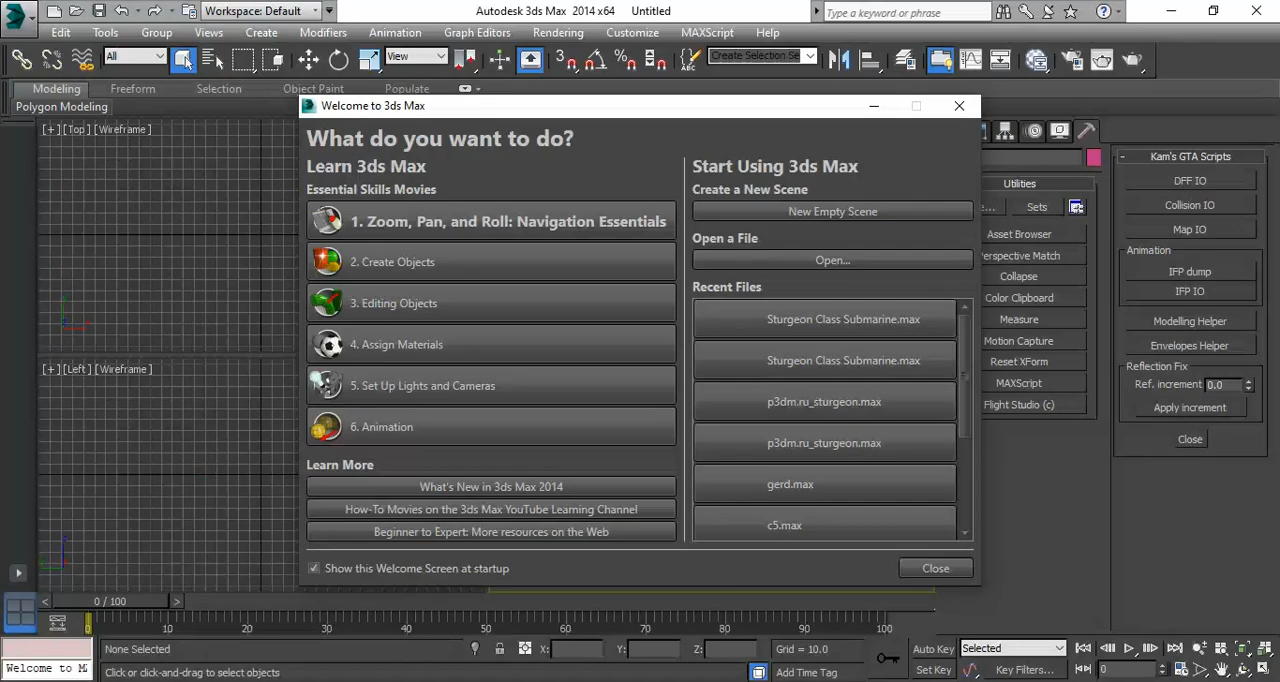 Workspace: Default
Autodesk 3ds Max 2014 x64
Untitled
Type a keyword or phrase
Edit Tools Group Views Create Modifiers Animation Graph Editors Rendering Customize MAXScript Help
All
View
3
Create Selection Se
Modeling Freeform Selection Object Paint Populate
Polygon Modeling
[+] [Top] [Wireframe]
[+] [Left] [Wireframe]
Welcome to 3ds Max
What do you want to do?
Learn 3ds Max
Essential Skills Movies
1. Zoom, Pan, and Roll: Navigation Essentials
2. Create Objects
3. Editing Objects
4. Assign Materials
5. Set Up Lights and Cameras
6. Animation
Learn More
What's New in 3ds Max 2014
How-To Movies on the 3ds Max YouTube Learning Channel
Beginner to Expert: More resources on the Web
Show this Welcome Screen at startup
Start Using 3ds Max
Create a New Scene
New Empty Scene
Open a File
Open...
Recent Files
Sturgeon Class Submarine.max
Sturgeon Class Submarine.max
p3dm.ru_sturgeon.max
p3dm.ru_sturgeon.max
gerd.max
c5.max
Close
Utilities
Sets
Asset Browser
Perspective Match
Collapse
Color Clipboard
Measure
Motion Capture
Reset XForm
MAXScript
Flight Studio (c)
Kam's GTA Scripts
DFF IO
Collision IO
Map IO
Animation
IFP dump
IFP IO
Modelling Helper
Envelopes Helper
Reflection Fix
Ref. increment 0.0
Apply increment
Close
0 / 100
0 10 20 30 40 50 60 70 80 90 100
None Selected
X: Y: Z:
Grid = 10.0
Auto Key
Selected
Welcome to M
Click or click-and-drag to select objects
Add Time Tag
Set Key
Key Filters...
0